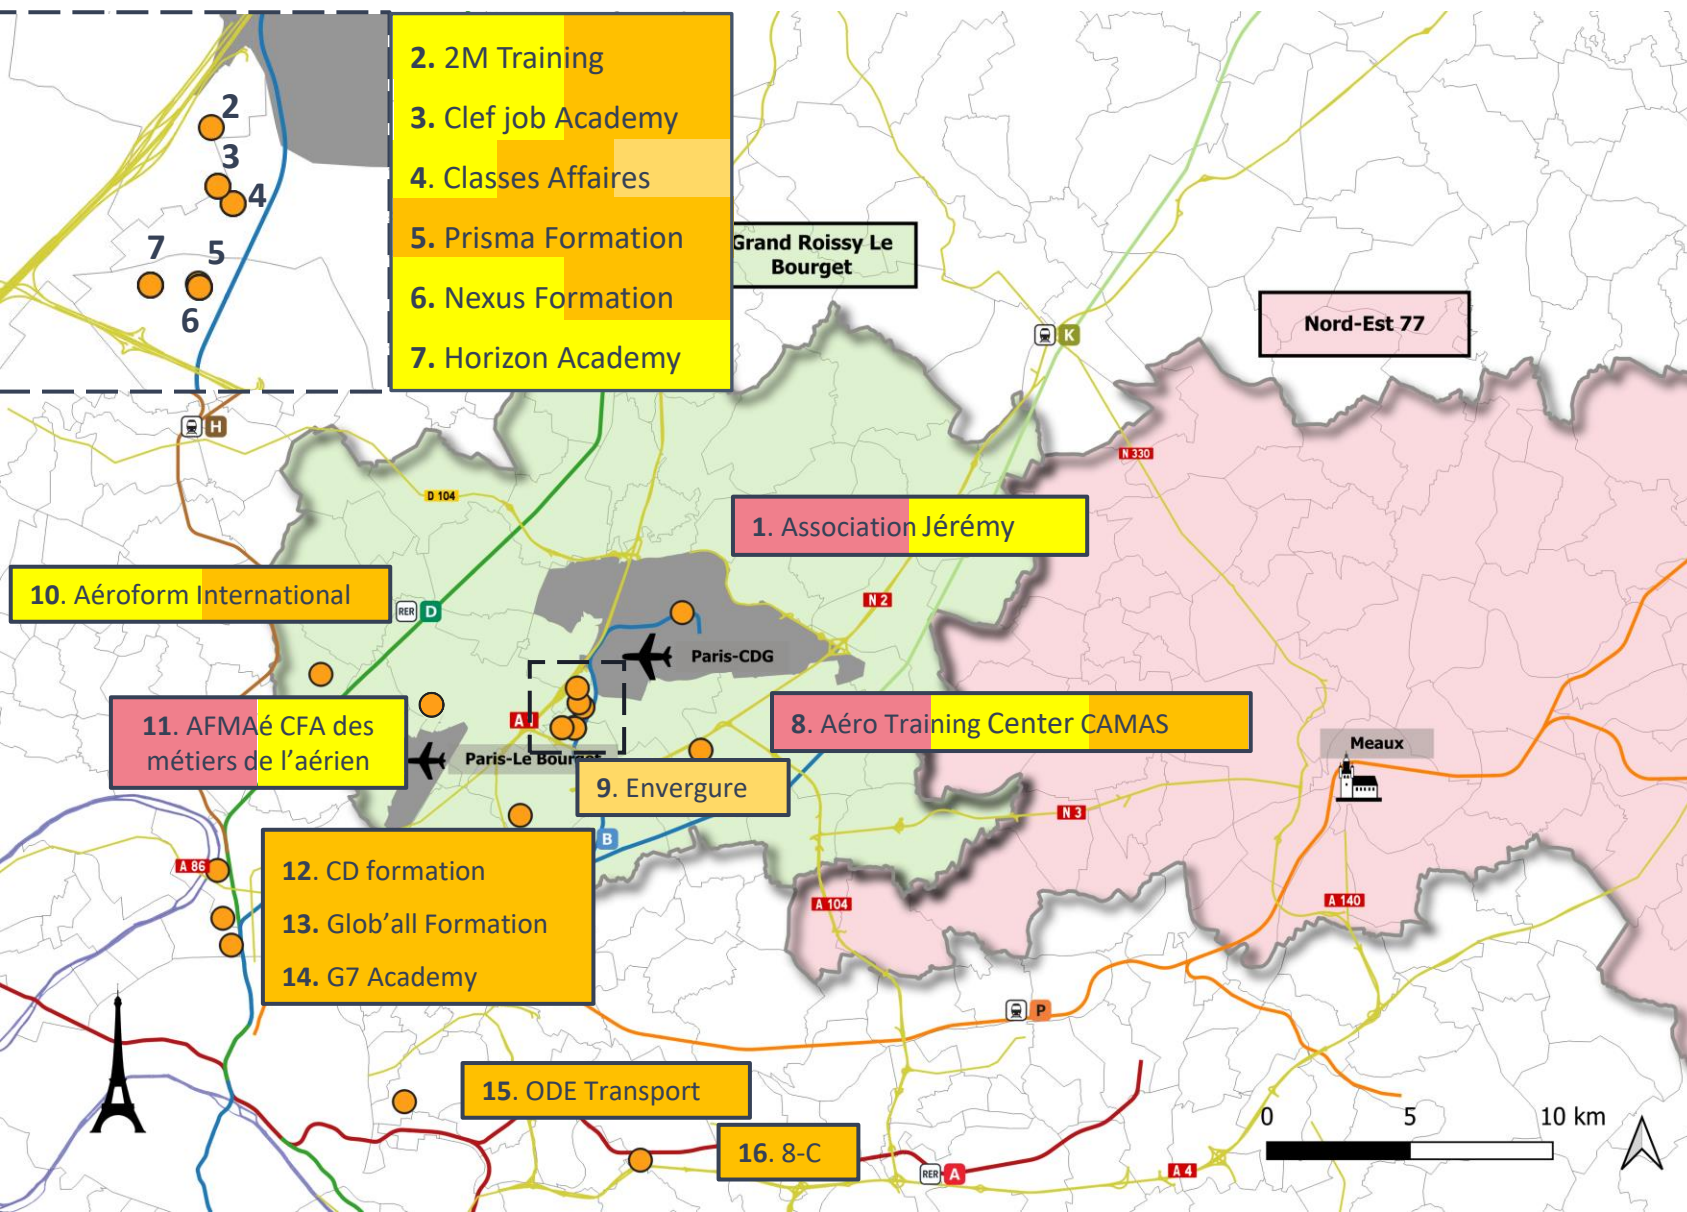 2
3
4
7
5
6
2. 2M Training
3. Clef job Academy
4. Classes Affaires
5. Prisma Formation
6. Nexus Formation
7. Horizon Academy
Grand Roissy Le
Bourget
Nord-Est 77
K
H
N 330
D 104
1. Association Jérémy
10. Aéroform International
RER D
N 2
Paris-CDG
11. AFMAé CFA des
métiers de l'aérien
A 1
8. Aéro Training Center CAMAS
Paris-Le Bourget
Meaux
9. Envergure
N 3
B
A 86
12. CD formation
13. Glob'all Formation
14. G7 Academy
A 104
A 140
P
15. ODE Transport
0 5 10 km
16. 8-C
RER A
A 4